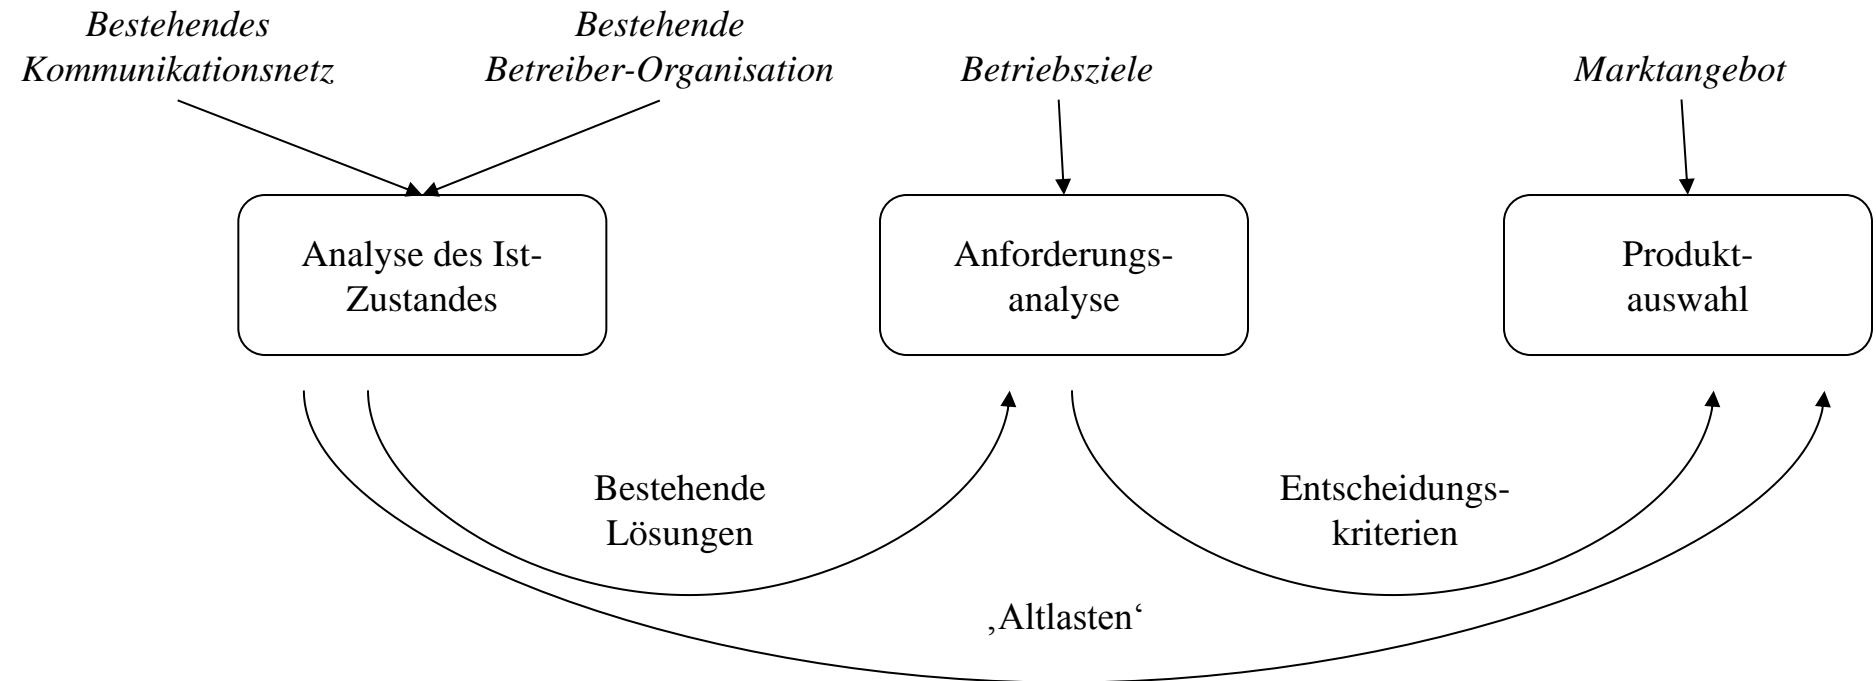 Bestehendes
Kommunikationsnetz
Bestehende
Betreiber-Organisation
Betriebsziele
Marktangebot
Analyse des Ist-
Zustandes
Anforderungs-
analyse
Produkt-
auswahl
Bestehende
Lösungen
Entscheidungs-
kriterien
‚Altlasten‘